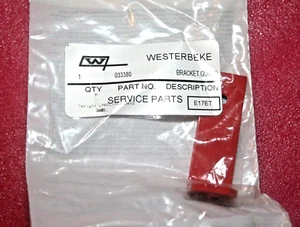 WESTERBEKE
1 033380 BRACKET,GUA
QTY PART NO. DESCRIPTION
SERVICE PARTS E17ET